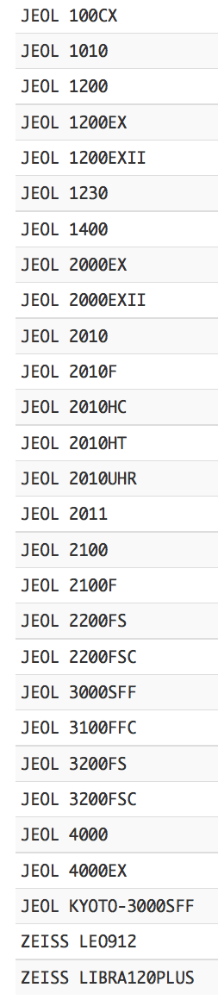 JEOL 100CX
JEOL 1010
JEOL 1200
JEOL 1200EX
JEOL 1200EXII
JEOL 1230
JEOL 1400
JEOL 2000EX
JEOL 2000EXII
JEOL 2010
JEOL 2010F
JEOL 2010HC
JEOL 2010HT
JEOL 2010UHR
JEOL 2011
JEOL 2100
JEOL 2100F
JEOL 2200FS
JEOL 2200FSC
JEOL 3000SFF
JEOL 3100FFC
JEOL 3200FS
JEOL 3200FSC
JEOL 4000
JEOL 4000EX
JEOL KYOTO-3000SFF
ZEISS LEO912
ZEISS LIBRA120PLUS